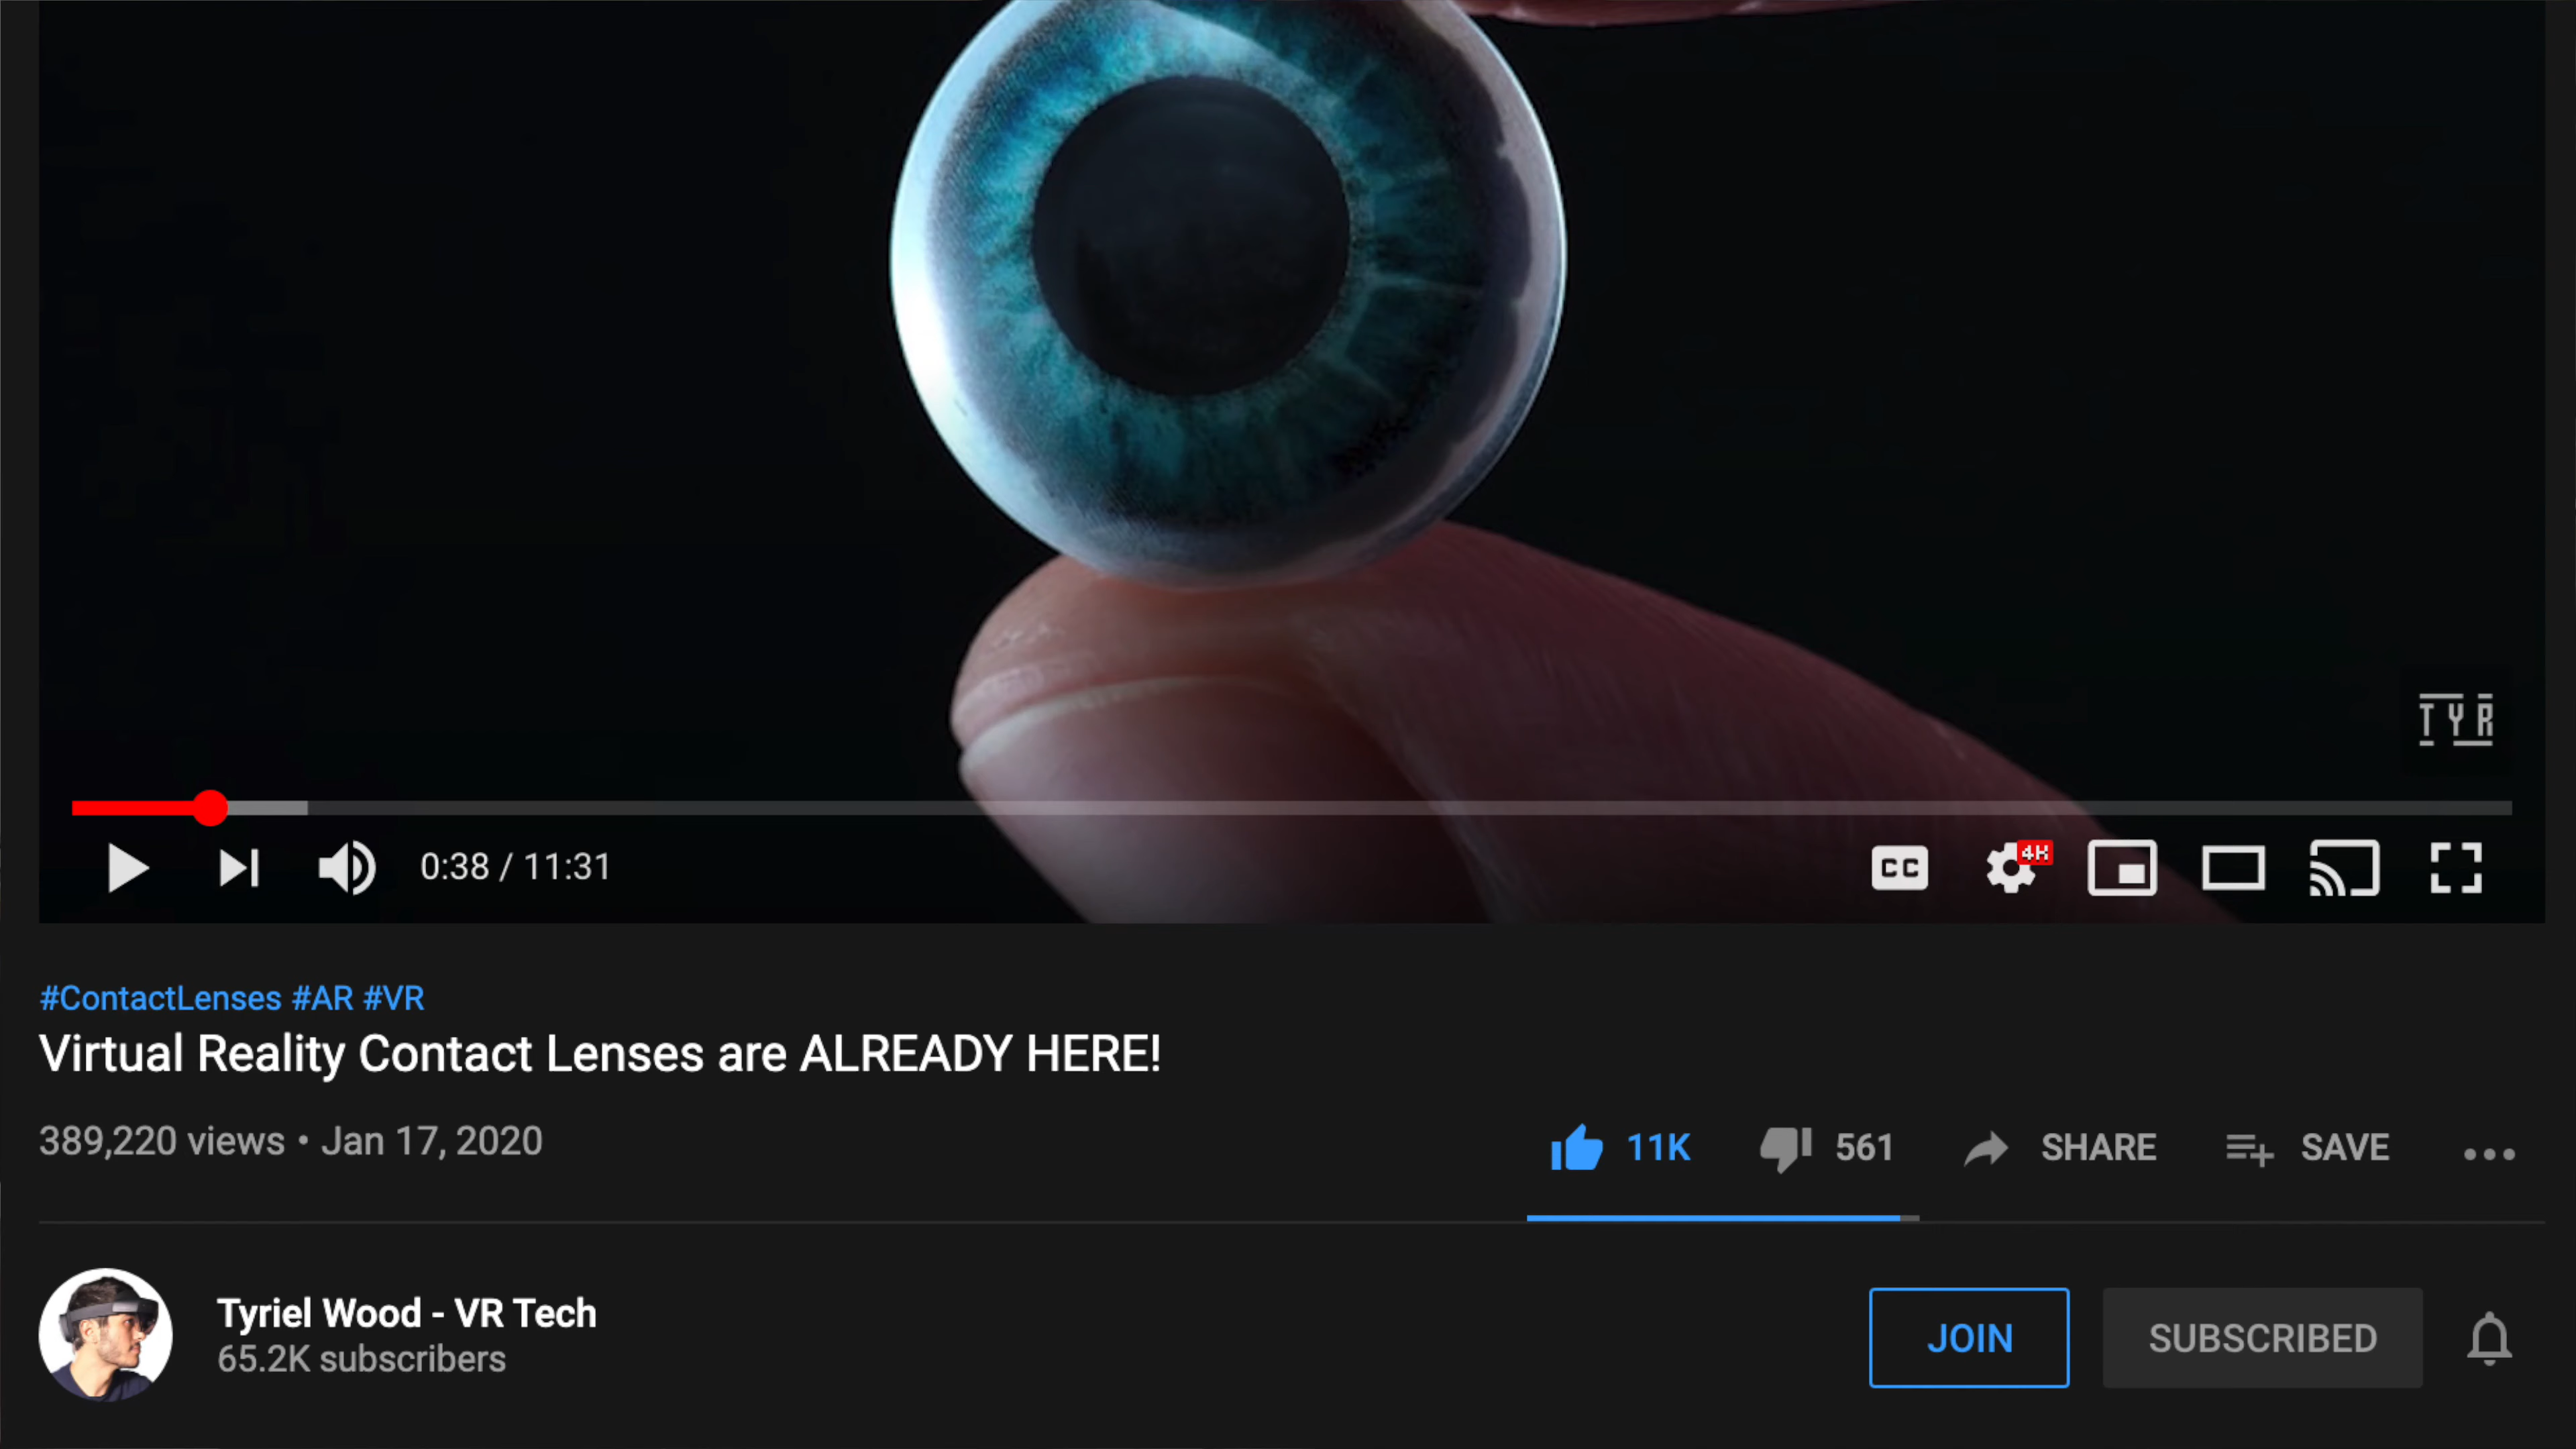 TYR
0:38 / 11:31
CC
4K
#ContactLenses #AR #VR
Virtual Reality Contact Lenses are ALREADY HERE!
389,220 views • Jan 17, 2020
11K
561
SHARE
SAVE
Tyriel Wood - VR Tech
65.2K subscribers
JOIN
SUBSCRIBED